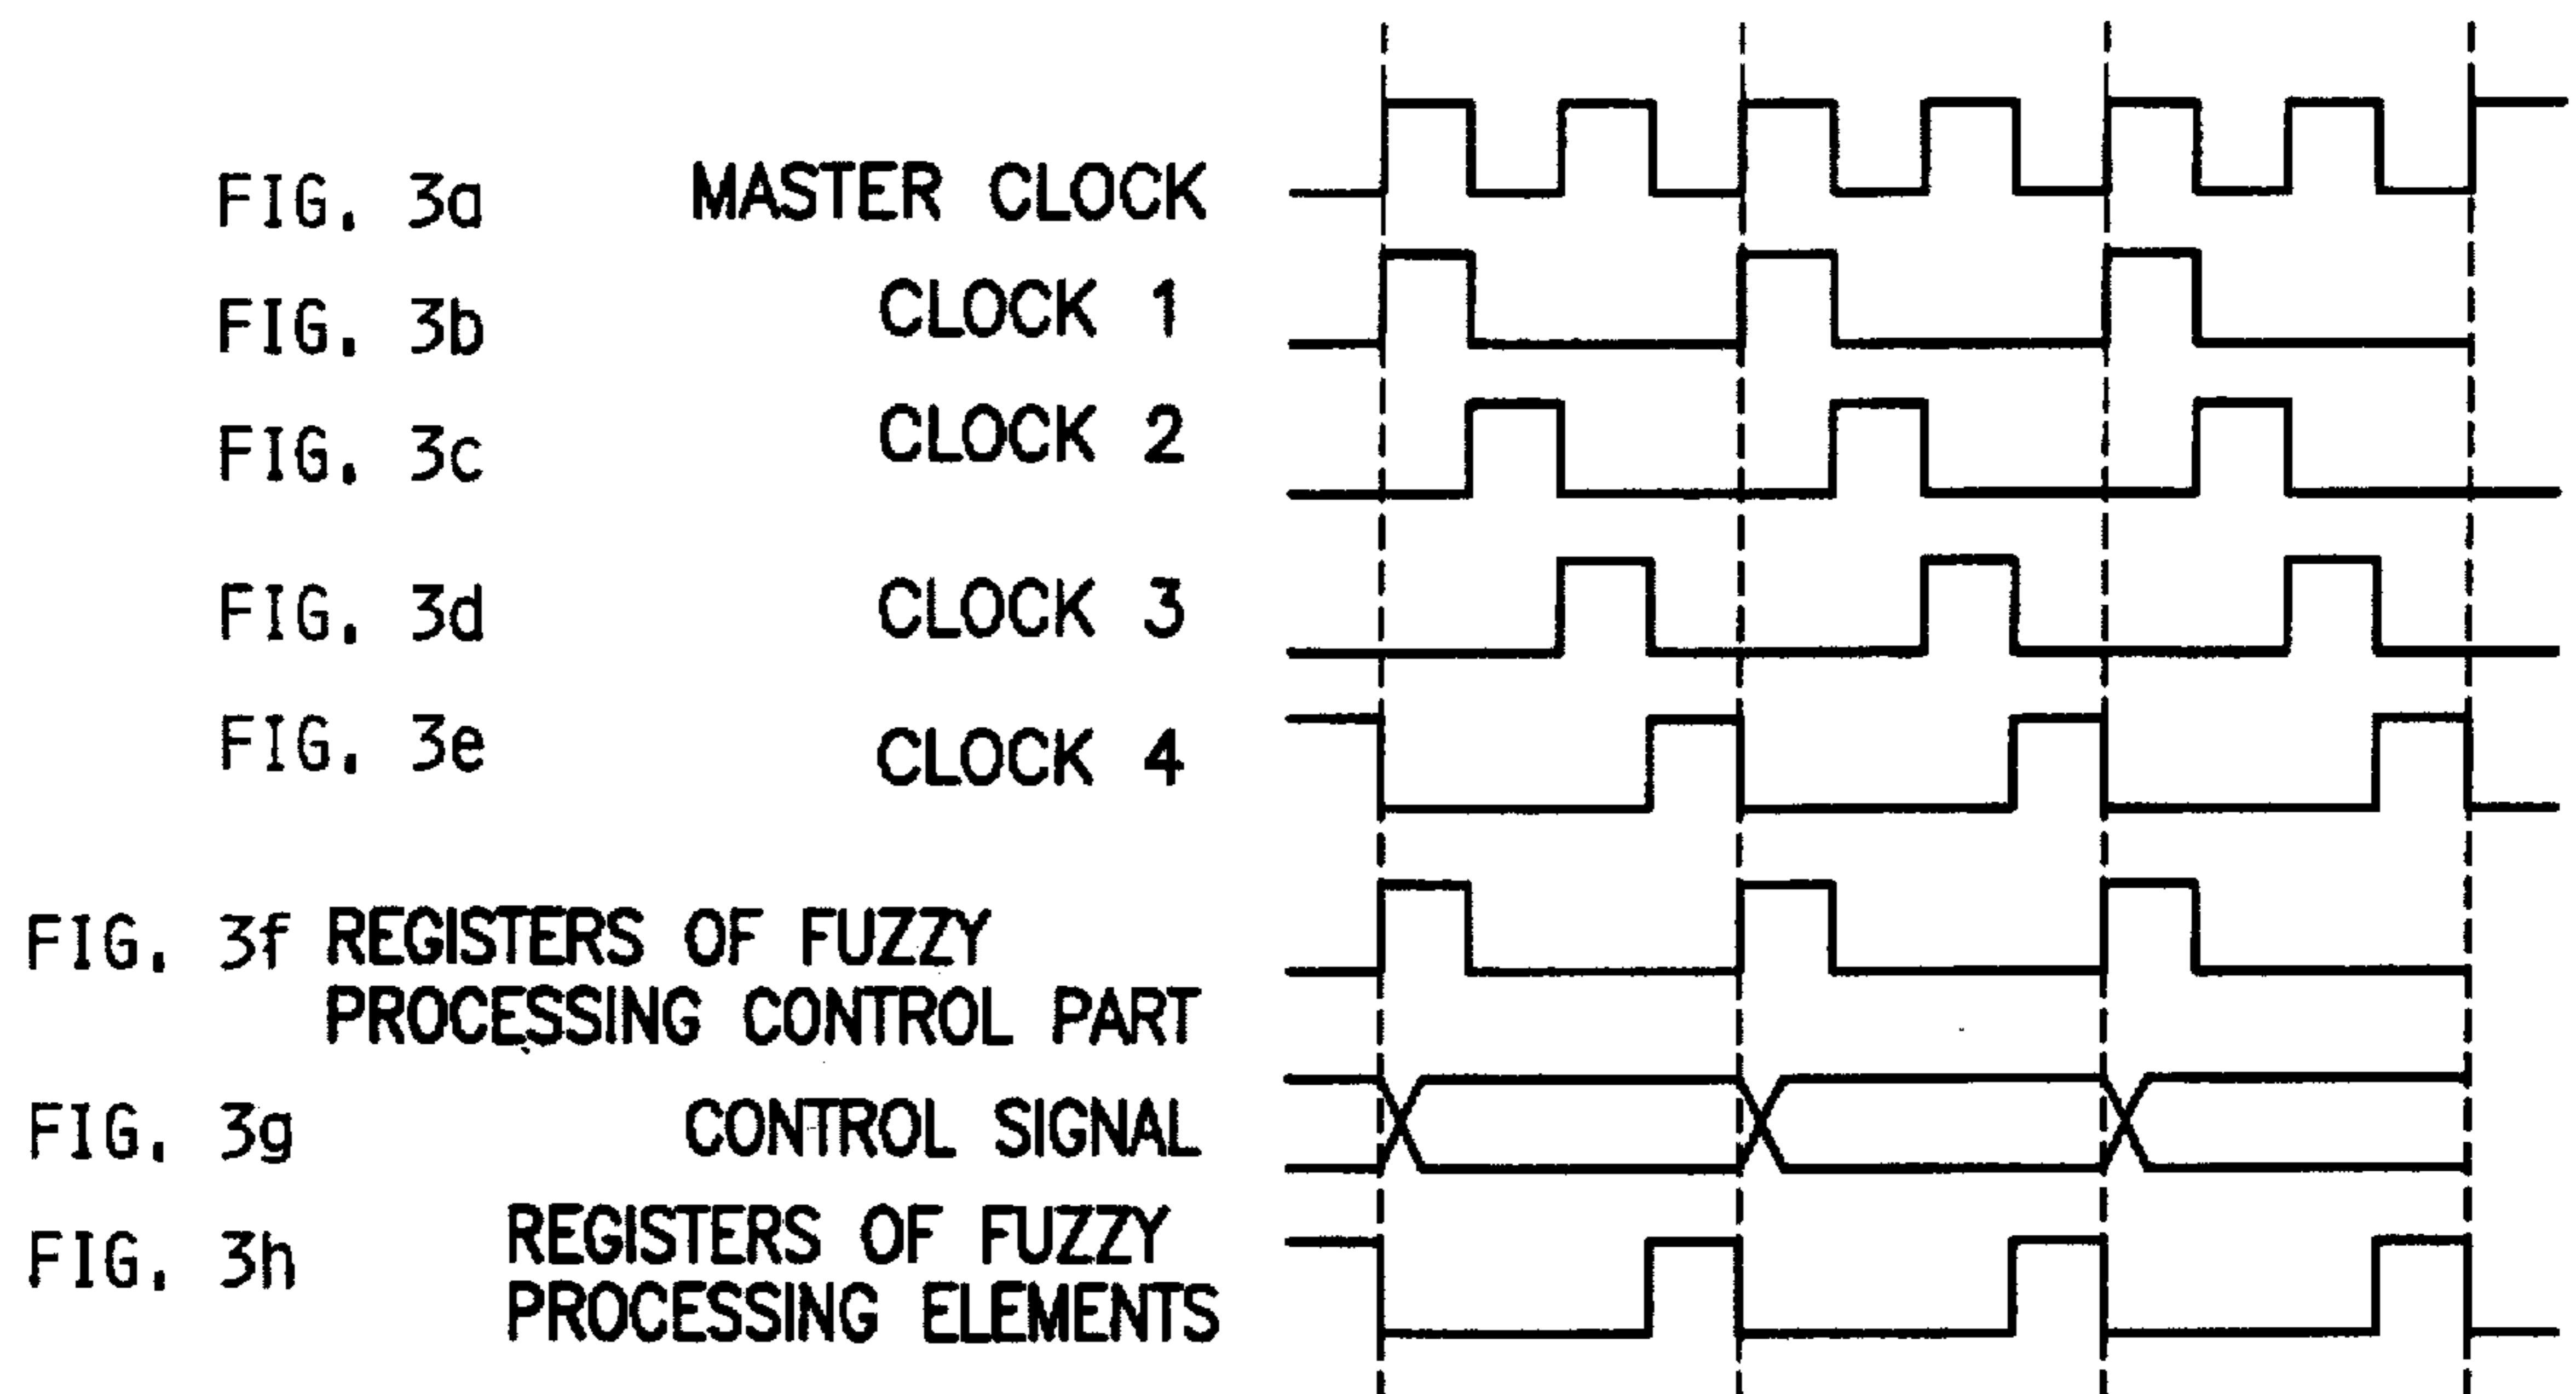 FIG. 3a MASTER CLOCK
FIG. 3b CLOCK 1
FIG. 3c CLOCK 2
FIG. 3d CLOCK 3
FIG. 3e CLOCK 4
FIG. 3f REGISTERS OF FUZZY
PROCESSING CONTROL PART
FIG. 3g CONTROL SIGNAL
FIG. 3h REGISTERS OF FUZZY
PROCESSING ELEMENTS